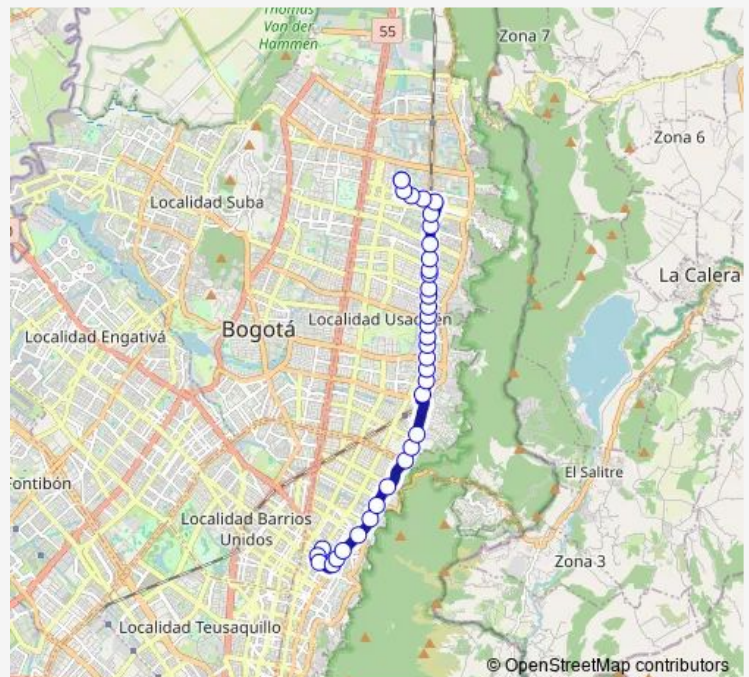 Thomas
Van der
Hammen
55
Zona 7
Zona 6
Localidad Suba
La Calera
Localidad Usaquén
Bogotá
Localidad Engativá
El Salitre
Fontibón
Localidad Barrios
Unidos
Zona 3
Localidad Teusaquillo
© OpenStreetMap contributors